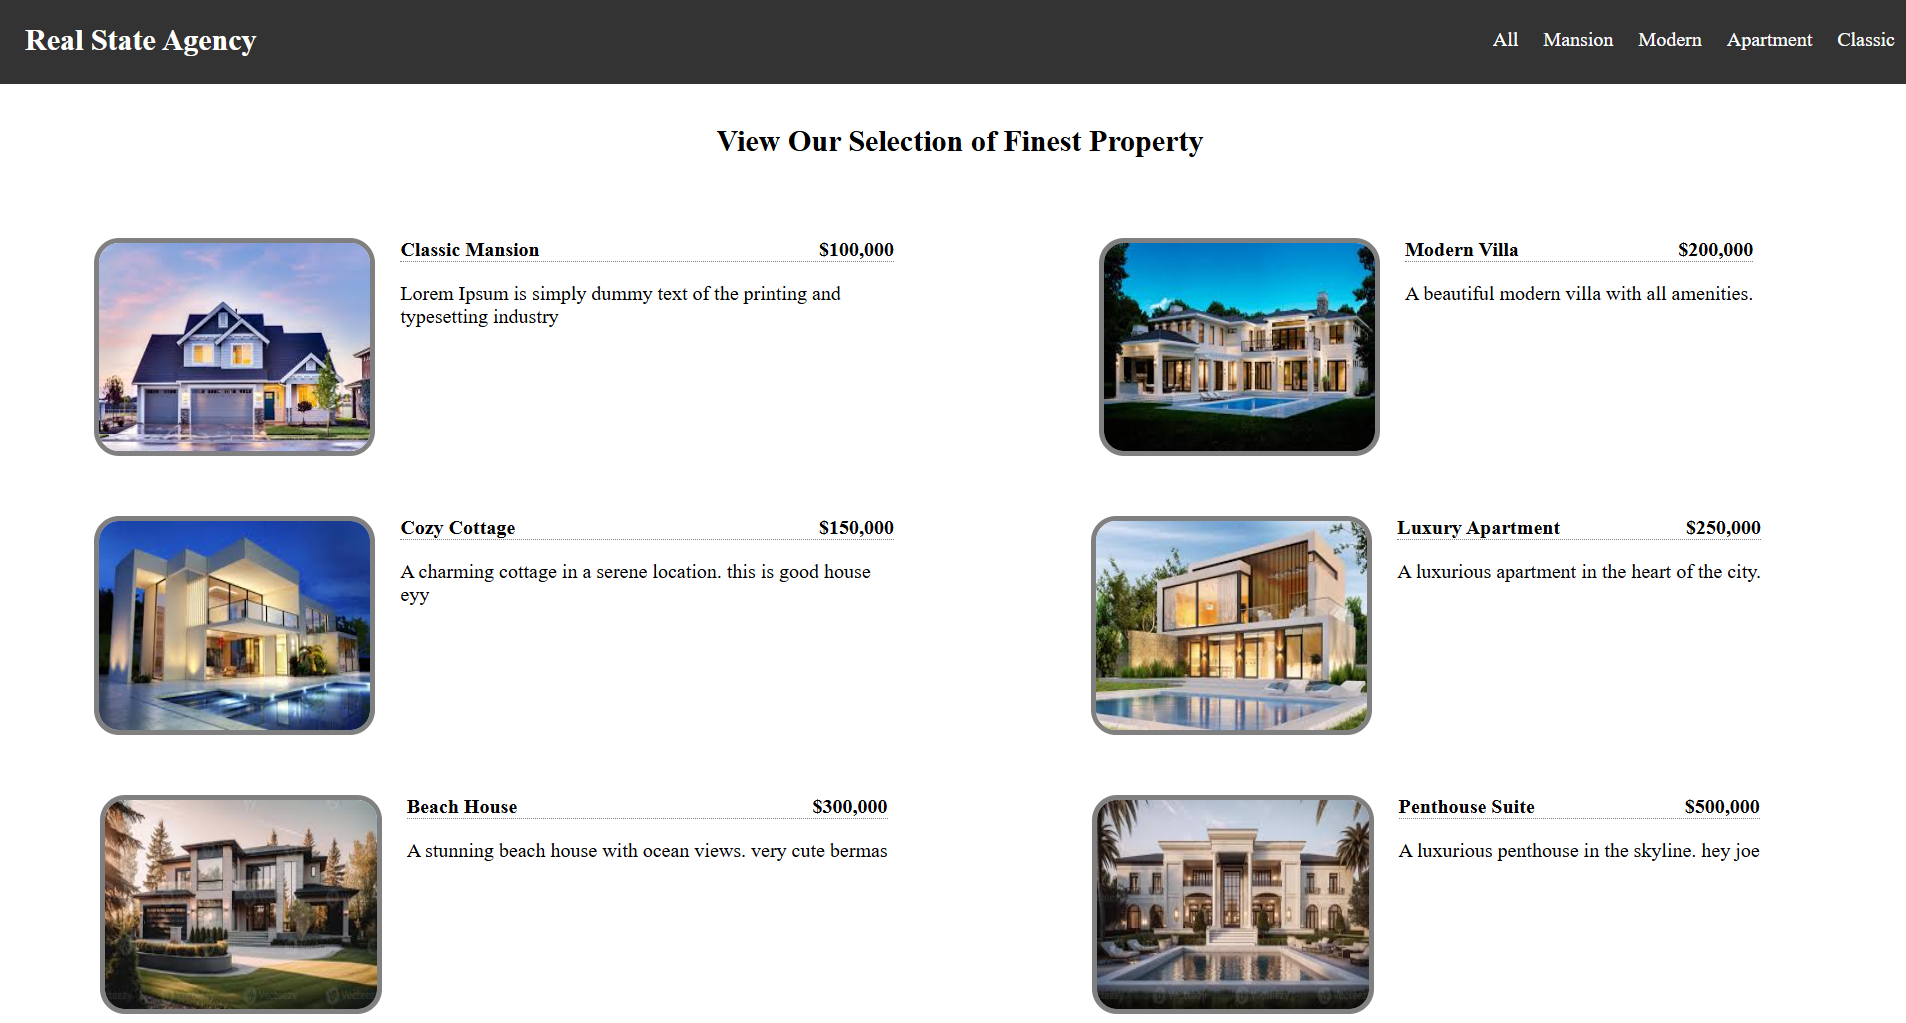 Real State Agency
All Mansion Modern Apartment Classic
View Our Selection of Finest Property
Classic Mansion $100,000
Lorem Ipsum is simply dummy text of the printing and
typesetting industry
Modern Villa $200,000
A beautiful modern villa with all amenities.
Cozy Cottage $150,000
A charming cottage in a serene location. this is good house
eyy
Luxury Apartment $250,000
A luxurious apartment in the heart of the city.
Beach House $300,000
A stunning beach house with ocean views. very cute bermas
Penthouse Suite $500,000
A luxurious penthouse in the skyline. hey joe